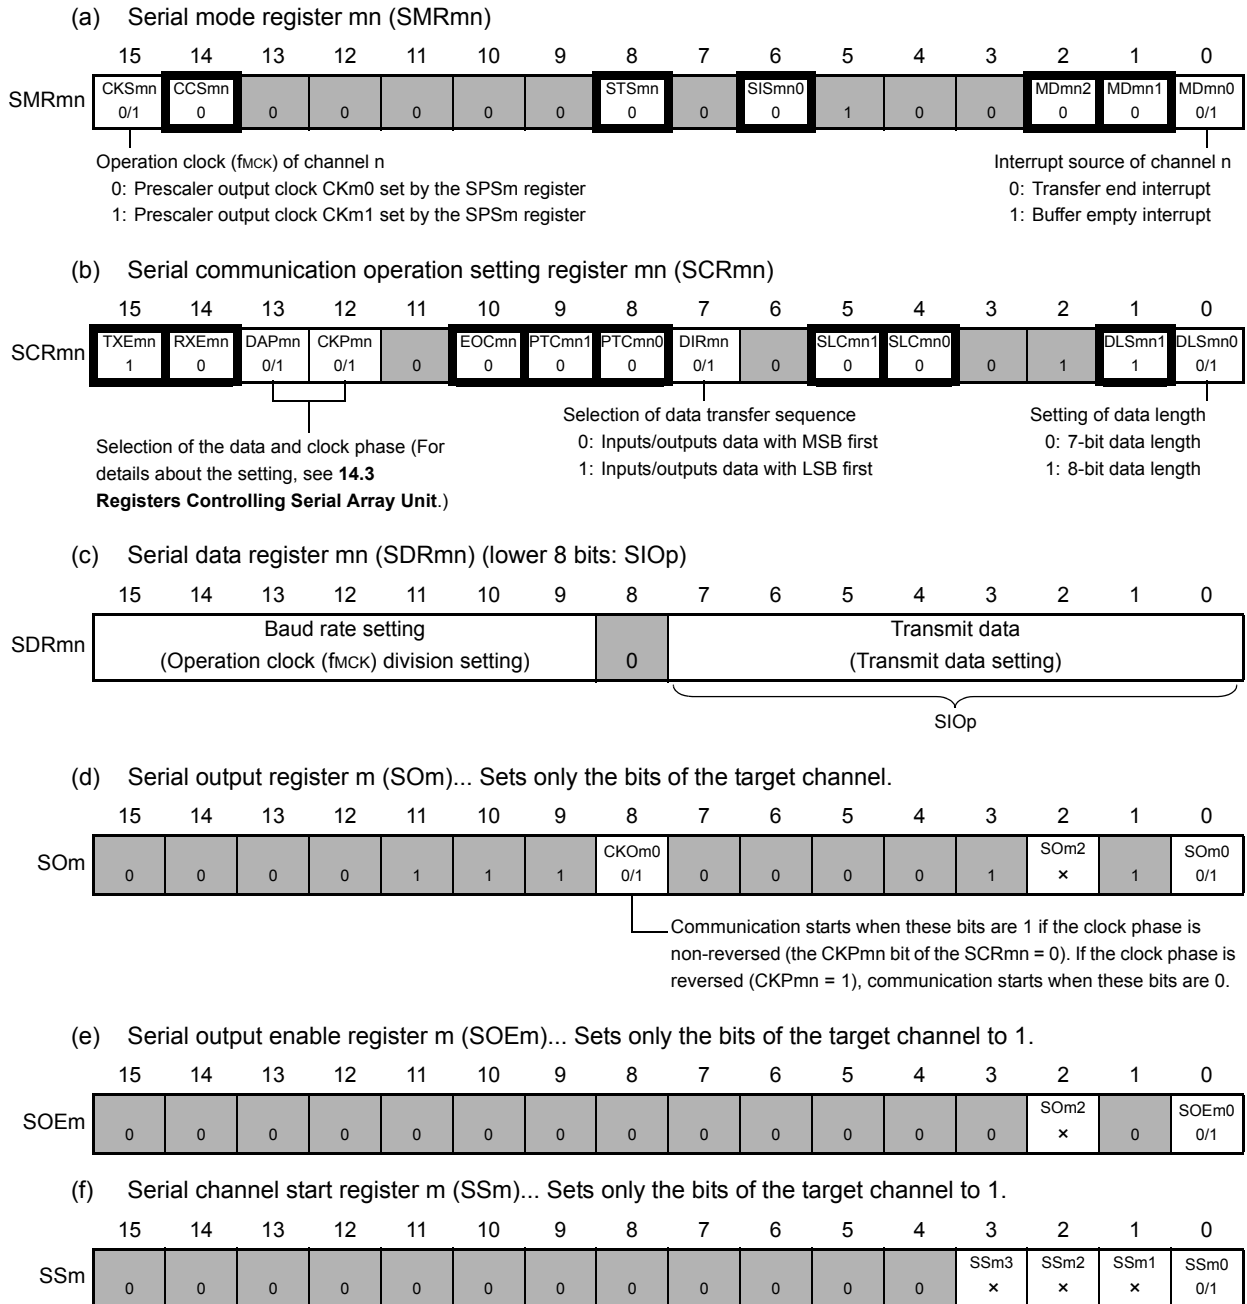 (a) Serial mode register mn (SMRmn)
15 14 13 12 11 10 9 8 7 6 5 4 3 2 1 0
SMRmn CKSmn 0/1 CCSmn 0 0 0 0 0 0 STSmn 0 0 SISmn0 0 1 0 0 MDmn2 0 MDmn1 0 MDmn0 0/1
Operation clock (fMCK) of channel n
0: Prescaler output clock CKm0 set by the SPSm register
1: Prescaler output clock CKm1 set by the SPSm register
Interrupt source of channel n
0: Transfer end interrupt
1: Buffer empty interrupt
(b) Serial communication operation setting register mn (SCRmn)
15 14 13 12 11 10 9 8 7 6 5 4 3 2 1 0
SCRmn TXEmn 1 RXEmn 0 DAPmn 0/1 CKPmn 0/1 0 EOCmn 0 PTCmn1 0 PTCmn0 0 DIRmn 0/1 0 SLCmn1 0 SLCmn0 0 0 1 DLSmn1 1 DLSmn0 0/1
Selection of the data and clock phase (For
details about the setting, see 14.3
Registers Controlling Serial Array Unit.)
Selection of data transfer sequence
0: Inputs/outputs data with MSB first
1: Inputs/outputs data with LSB first
Setting of data length
0: 7-bit data length
1: 8-bit data length
(c) Serial data register mn (SDRmn) (lower 8 bits: SIOp)
15 14 13 12 11 10 9 8 7 6 5 4 3 2 1 0
SDRmn Baud rate setting
(Operation clock (fMCK) division setting)
0
Transmit data
(Transmit data setting)
SIOp
(d) Serial output register m (SOm)... Sets only the bits of the target channel.
15 14 13 12 11 10 9 8 7 6 5 4 3 2 1 0
SOm 0 0 0 0 1 1 1 CKOm0 0/1 0 0 0 0 1 SOm2 × 1 SOm0 0/1
Communication starts when these bits are 1 if the clock phase is
non-reversed (the CKPmn bit of the SCRmn = 0). If the clock phase is
reversed (CKPmn = 1), communication starts when these bits are 0.
(e) Serial output enable register m (SOEm)... Sets only the bits of the target channel to 1.
15 14 13 12 11 10 9 8 7 6 5 4 3 2 1 0
SOEm 0 0 0 0 0 0 0 0 0 0 0 0 0 SOm2 × 0 SOEm0 0/1
(f) Serial channel start register m (SSm)... Sets only the bits of the target channel to 1.
15 14 13 12 11 10 9 8 7 6 5 4 3 2 1 0
SSm 0 0 0 0 0 0 0 0 0 0 0 0 SSm3 × SSm2 × SSm1 × SSm0 0/1